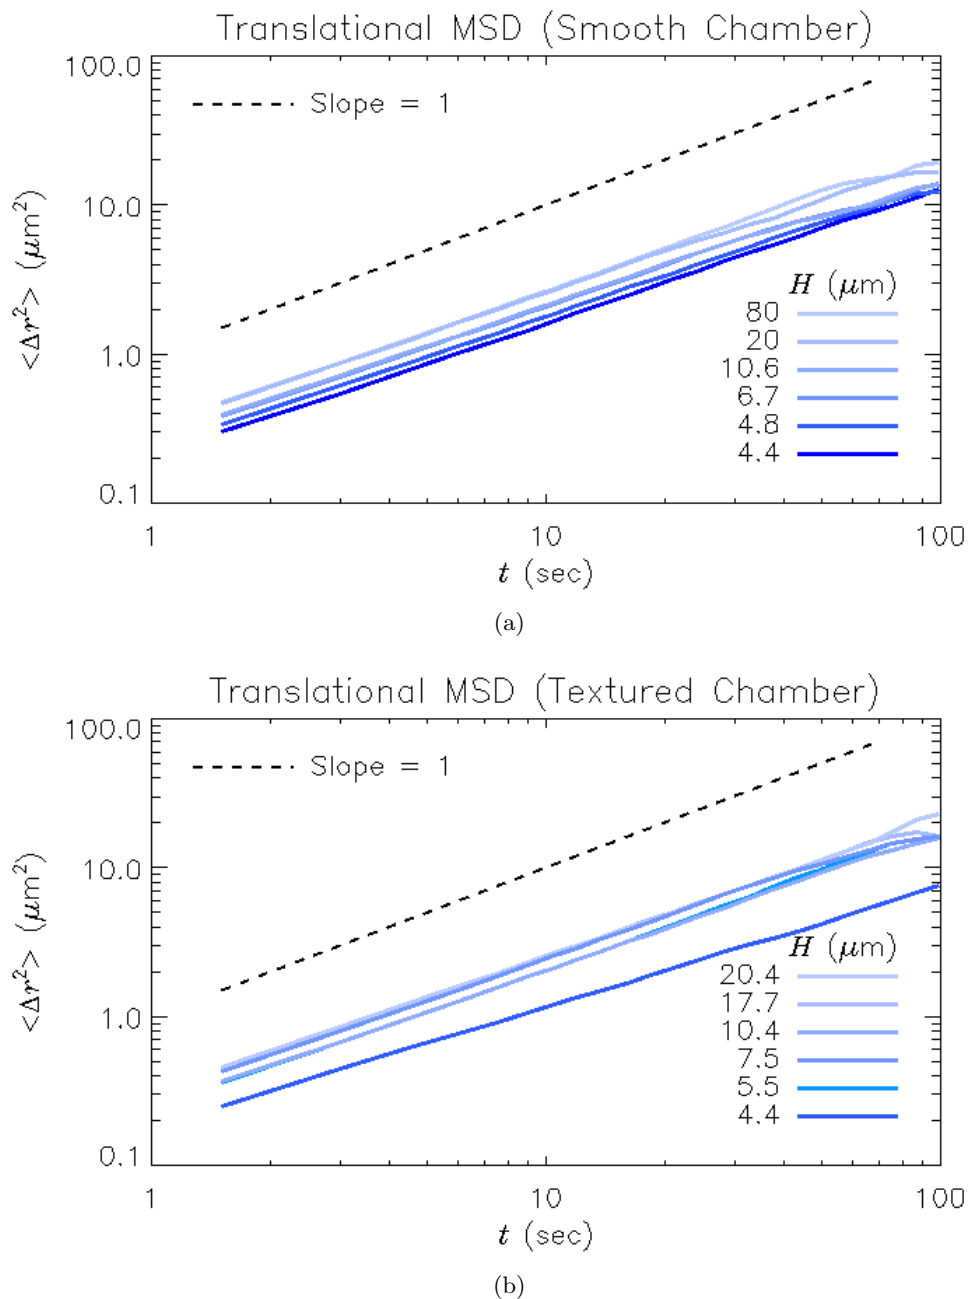 (a)
Translational MSD (Smooth Chamber)
100.0
10.0
1.0
0.1
<Δr²> (μm²)
Slope = 1
H (μm)
80
20
10.6
6.7
4.8
4.4
1 10 100
t (sec)
(a)
Translational MSD (Textured Chamber)
100.0
10.0
1.0
0.1
<Δr²> (μm²)
Slope = 1
H (μm)
20.4
17.7
10.4
7.5
5.5
4.4
1 10 100
t (sec)
(b)